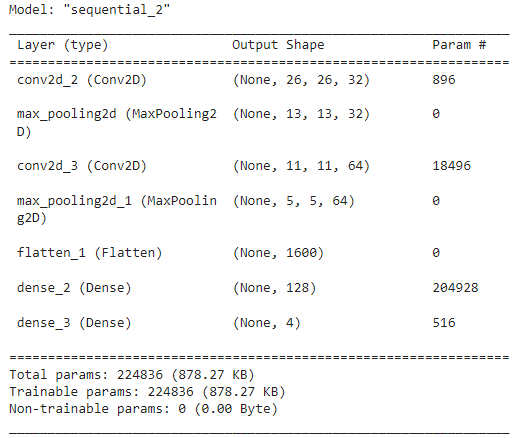 Model: "sequential_2"
_________________________________________________________________
Layer (type) Output Shape Param #
=================================================================
conv2d_2 (Conv2D) (None, 26, 26, 32) 896
max_pooling2d (MaxPooling2 (None, 13, 13, 32) 0
D)
conv2d_3 (Conv2D) (None, 11, 11, 64) 18496
max_pooling2d_1 (MaxPoolin (None, 5, 5, 64) 0
g2D)
flatten_1 (Flatten) (None, 1600) 0
dense_2 (Dense) (None, 128) 204928
dense_3 (Dense) (None, 4) 516
=================================================================
Total params: 224836 (878.27 KB)
Trainable params: 224836 (878.27 KB)
Non-trainable params: 0 (0.00 Byte)
_________________________________________________________________